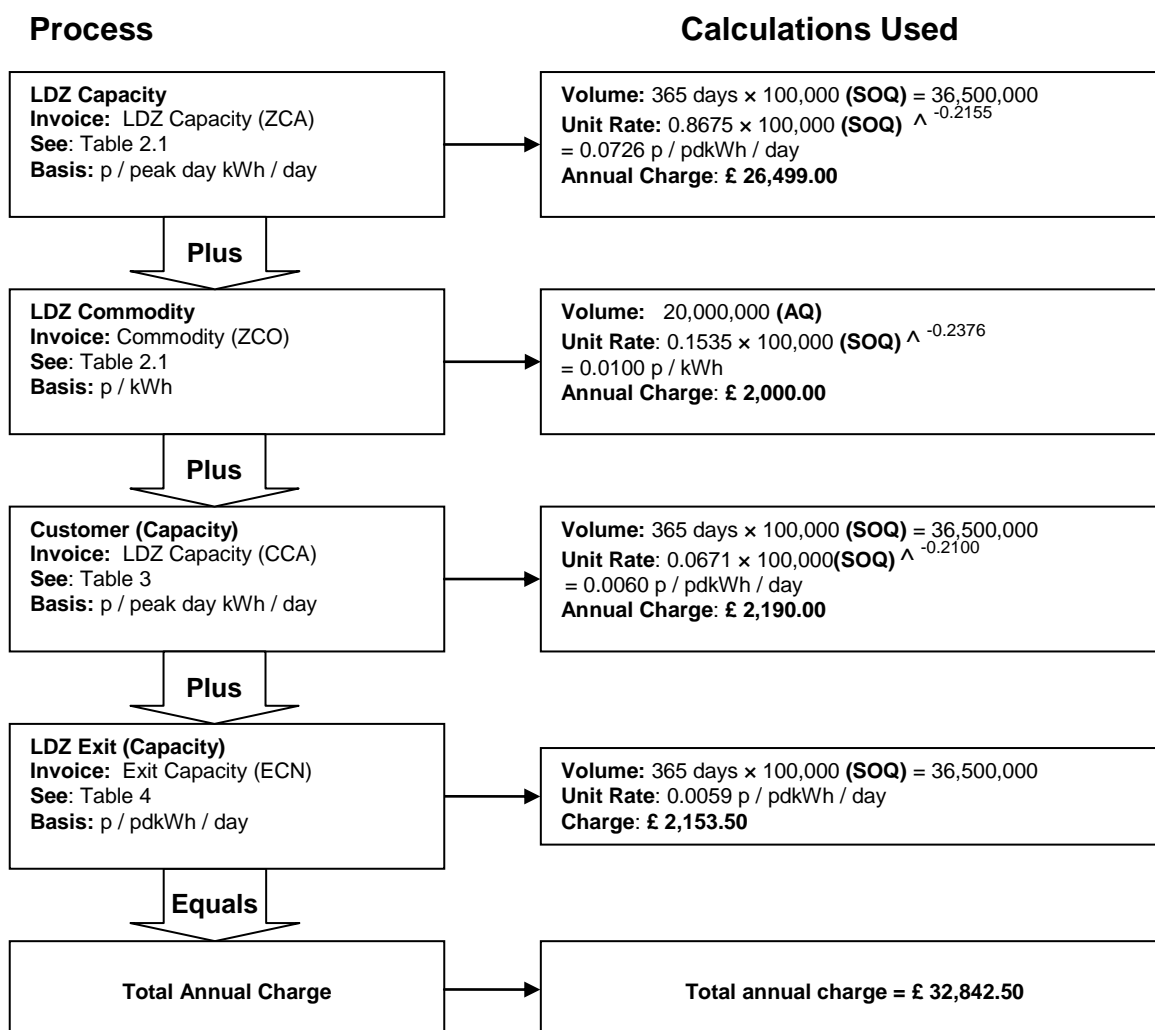 Process
Calculations Used
LDZ Capacity
Invoice: LDZ Capacity (ZCA)
See: Table 2.1
Basis: p / peak day kWh / day
Volume: 365 days × 100,000 (SOQ) = 36,500,000
Unit Rate: 0.8675 × 100,000 (SOQ) ^ -0.2155
= 0.0726 p / pdkWh / day
Annual Charge: £ 26,499.00
Plus
LDZ Commodity
Invoice: Commodity (ZCO)
See: Table 2.1
Basis: p / kWh
Volume: 20,000,000 (AQ)
Unit Rate: 0.1535 × 100,000 (SOQ) ^ -0.2376
= 0.0100 p / kWh
Annual Charge: £ 2,000.00
Plus
Customer (Capacity)
Invoice: LDZ Capacity (CCA)
See: Table 3
Basis: p / peak day kWh / day
Volume: 365 days × 100,000 (SOQ) = 36,500,000
Unit Rate: 0.0671 × 100,000(SOQ) ^ -0.2100
= 0.0060 p / pdkWh / day
Annual Charge: £ 2,190.00
Plus
LDZ Exit (Capacity)
Invoice: Exit Capacity (ECN)
See: Table 4
Basis: p / pdkWh / day
Volume: 365 days × 100,000 (SOQ) = 36,500,000
Unit Rate: 0.0059 p / pdkWh / day
Charge: £ 2,153.50
Equals
Total Annual Charge
Total annual charge = £ 32,842.50